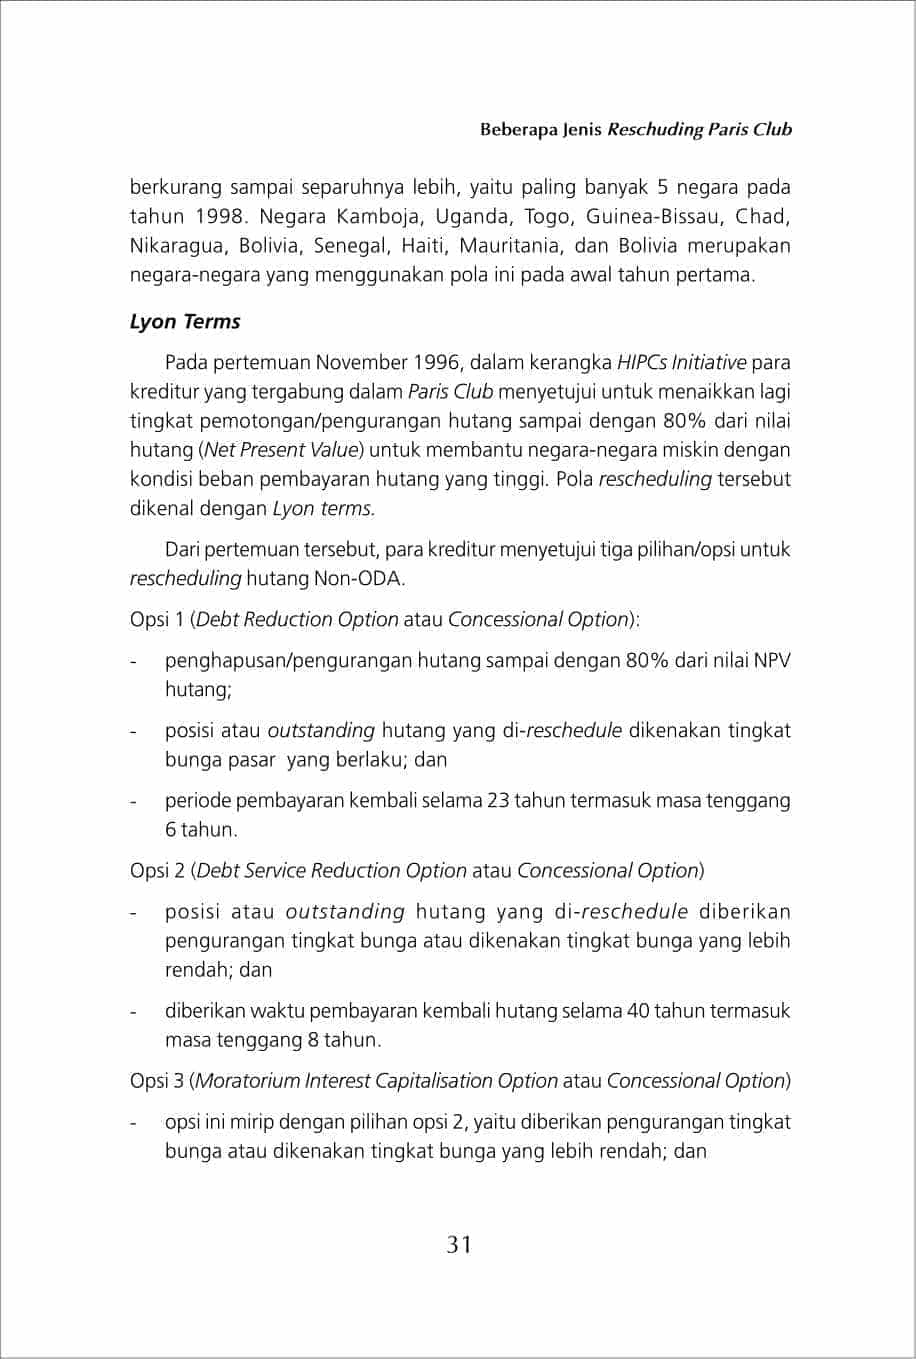 Beberapa Jenis Reschuding Paris Club
berkurang sampai separuhnya lebih, yaitu paling banyak 5 negara pada
tahun 1998. Negara Kamboja, Uganda, Togo, Guinea-Bissau, Chad,
Nikaragua, Bolivia, Senegal, Haiti, Mauritania, dan Bolivia merupakan
negara-negara yang menggunakan pola ini pada awal tahun pertama.
Lyon Terms
Pada pertemuan November 1996, dalam kerangka HIPCs Initiative para
kreditur yang tergabung dalam Paris Club menyetujui untuk menaikkan lagi
tingkat pemotongan/pengurangan hutang sampai dengan 80% dari nilai
hutang (Net Present Value) untuk membantu negara-negara miskin dengan
kondisi beban pembayaran hutang yang tinggi. Pola rescheduling tersebut
dikenal dengan Lyon terms.
Dari pertemuan tersebut, para kreditur menyetujui tiga pilihan/opsi untuk
rescheduling hutang Non-ODA.
Opsi 1 (Debt Reduction Option atau Concessional Option):
- penghapusan/pengurangan hutang sampai dengan 80% dari nilai NPV
hutang;
- posisi atau outstanding hutang yang di-reschedule dikenakan tingkat
bunga pasar yang berlaku; dan
- periode pembayaran kembali selama 23 tahun termasuk masa tenggang
6 tahun.
Opsi 2 (Debt Service Reduction Option atau Concessional Option)
- posisi atau outstanding hutang yang di-reschedule diberikan
pengurangan tingkat bunga atau dikenakan tingkat bunga yang lebih
rendah; dan
- diberikan waktu pembayaran kembali hutang selama 40 tahun termasuk
masa tenggang 8 tahun.
Opsi 3 (Moratorium Interest Capitalisation Option atau Concessional Option)
- opsi ini mirip dengan pilihan opsi 2, yaitu diberikan pengurangan tingkat
bunga atau dikenakan tingkat bunga yang lebih rendah; dan
31